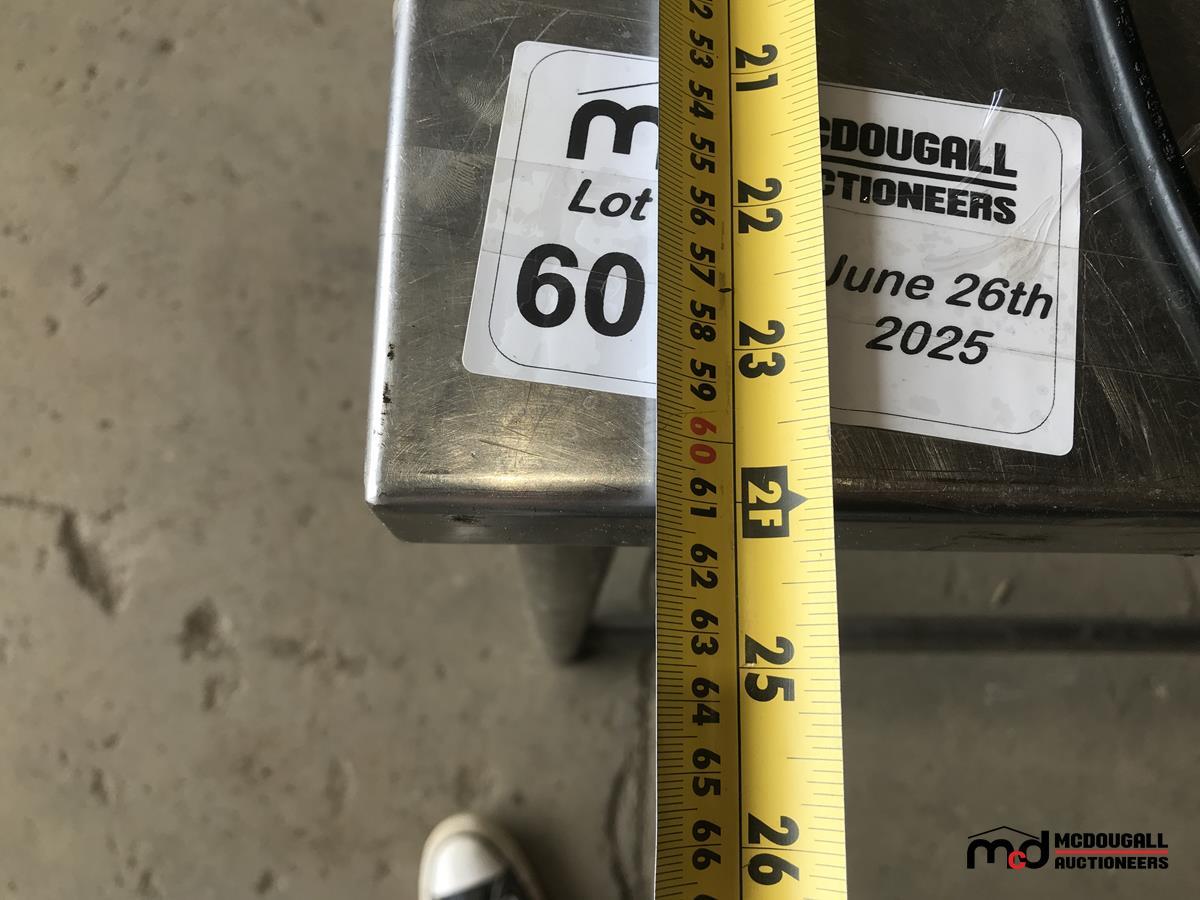 m
Lot
60
CDOUGALL
CTIONEERS
June 26th
2025
53
54
55
56
57
58
59
60
61
62
63
64
65
66
21
22
23
2F
25
26
mcd MCDOUGALL
AUCTIONEERS